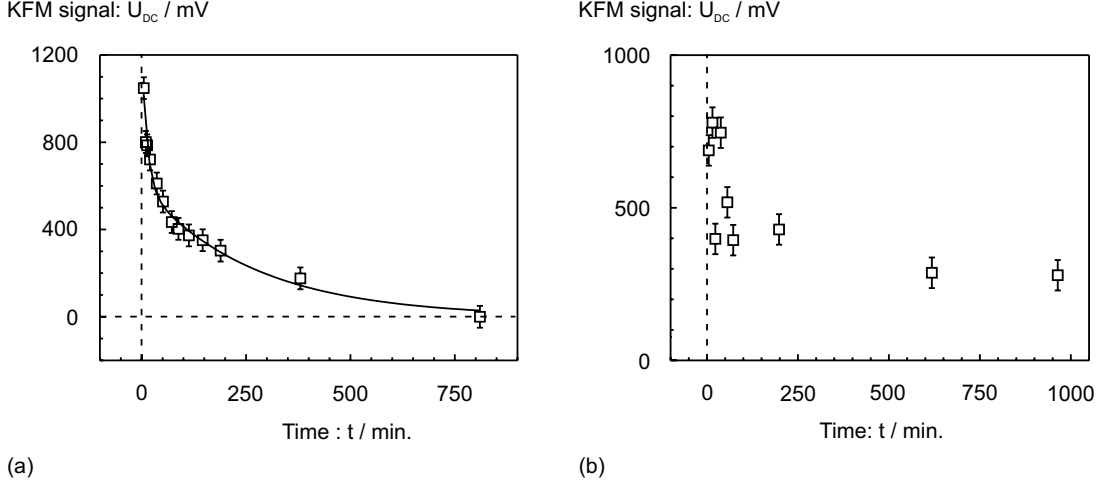 KFM signal: U_DC / mV
1200
800
400
0
0 250 500 750
Time : t / min.
(a)
KFM signal: U_DC / mV
1000
500
0
0 250 500 750 1000
Time: t / min.
(b)